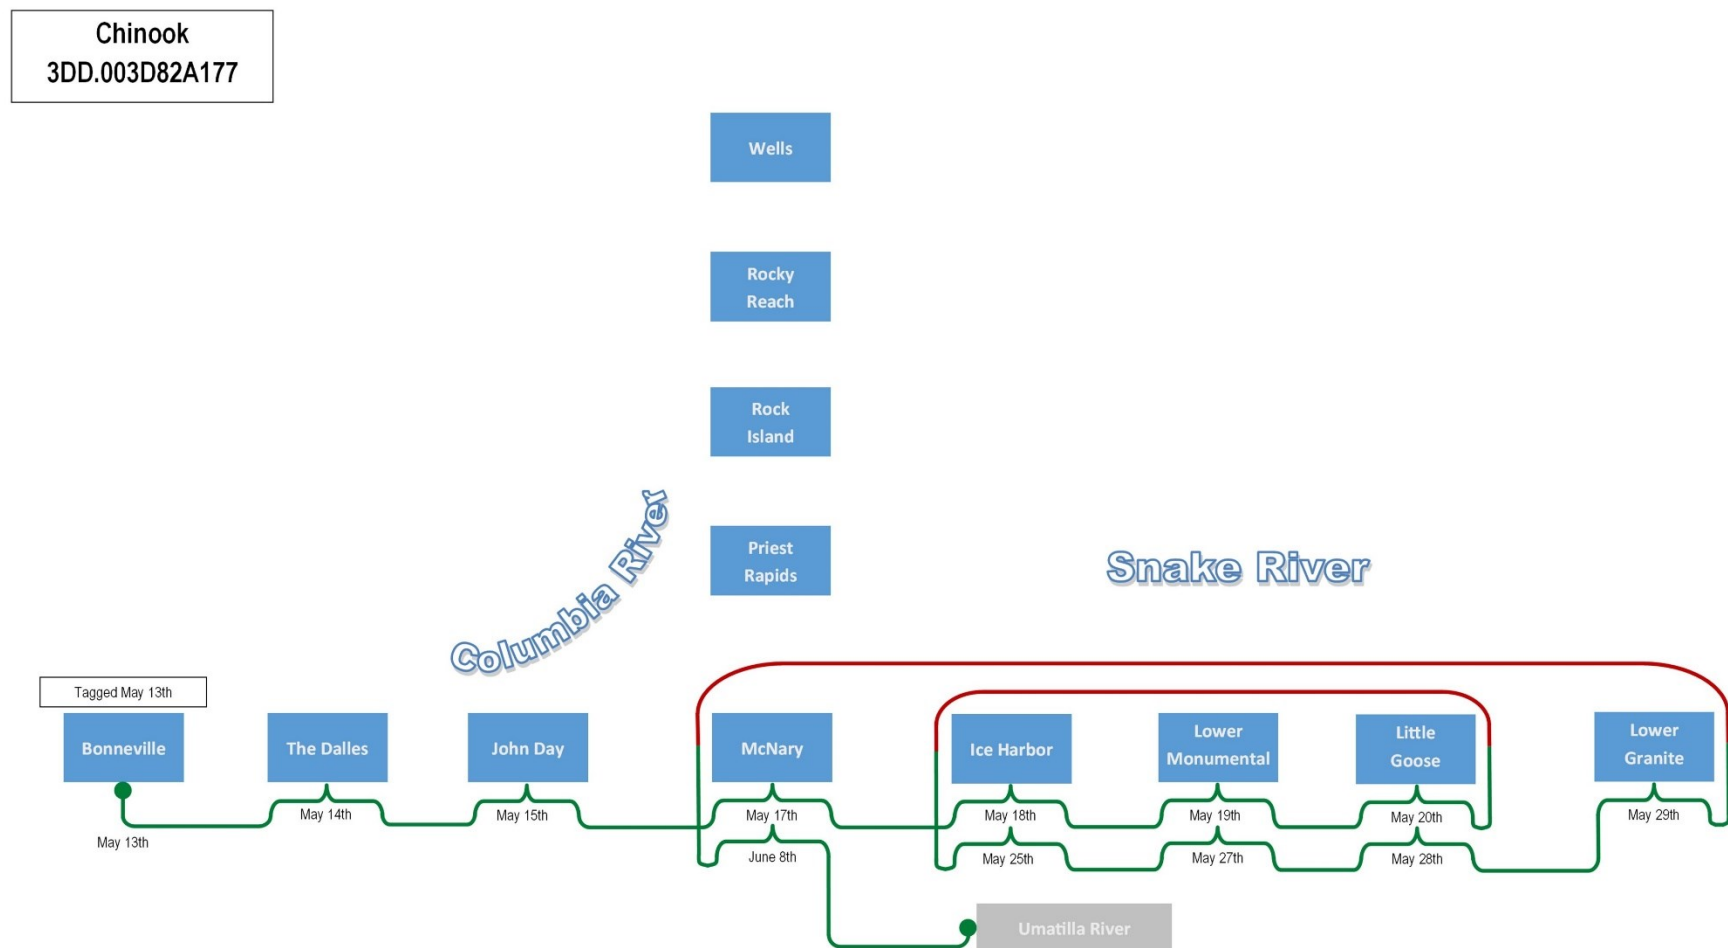 Chinook
3DD.003D82A177
Wells
Rocky
Reach
Rock
Island
Priest
Rapids
Columbia River
Snake River
Tagged May 13th
Bonneville
The Dalles
John Day
McNary
Ice Harbor
Lower
Monumental
Little
Goose
Lower
Granite
May 13th
May 14th
May 15th
May 17th
May 18th
May 19th
May 20th
May 29th
June 8th
May 25th
May 27th
May 28th
Umatilla River